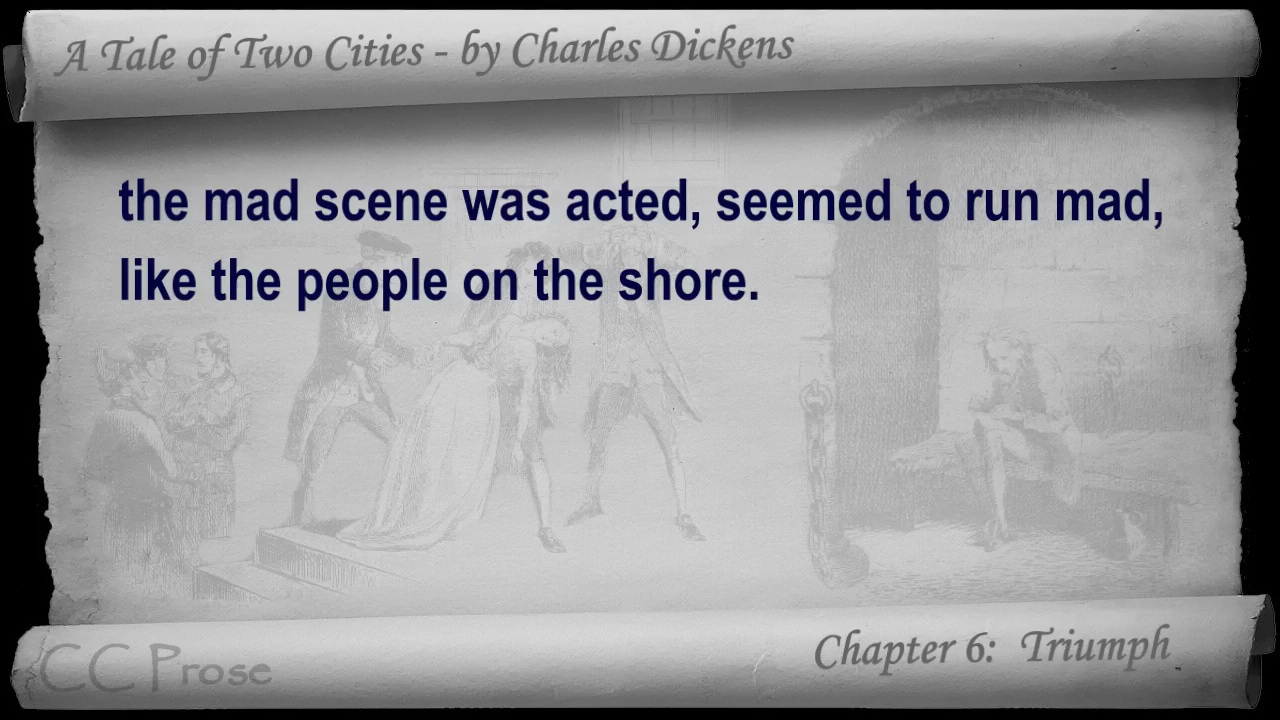 A Tale of Two Cities - by Charles Dickens
the mad scene was acted, seemed to run mad,
like the people on the shore.
Chapter 6: Triumph
CC Prose